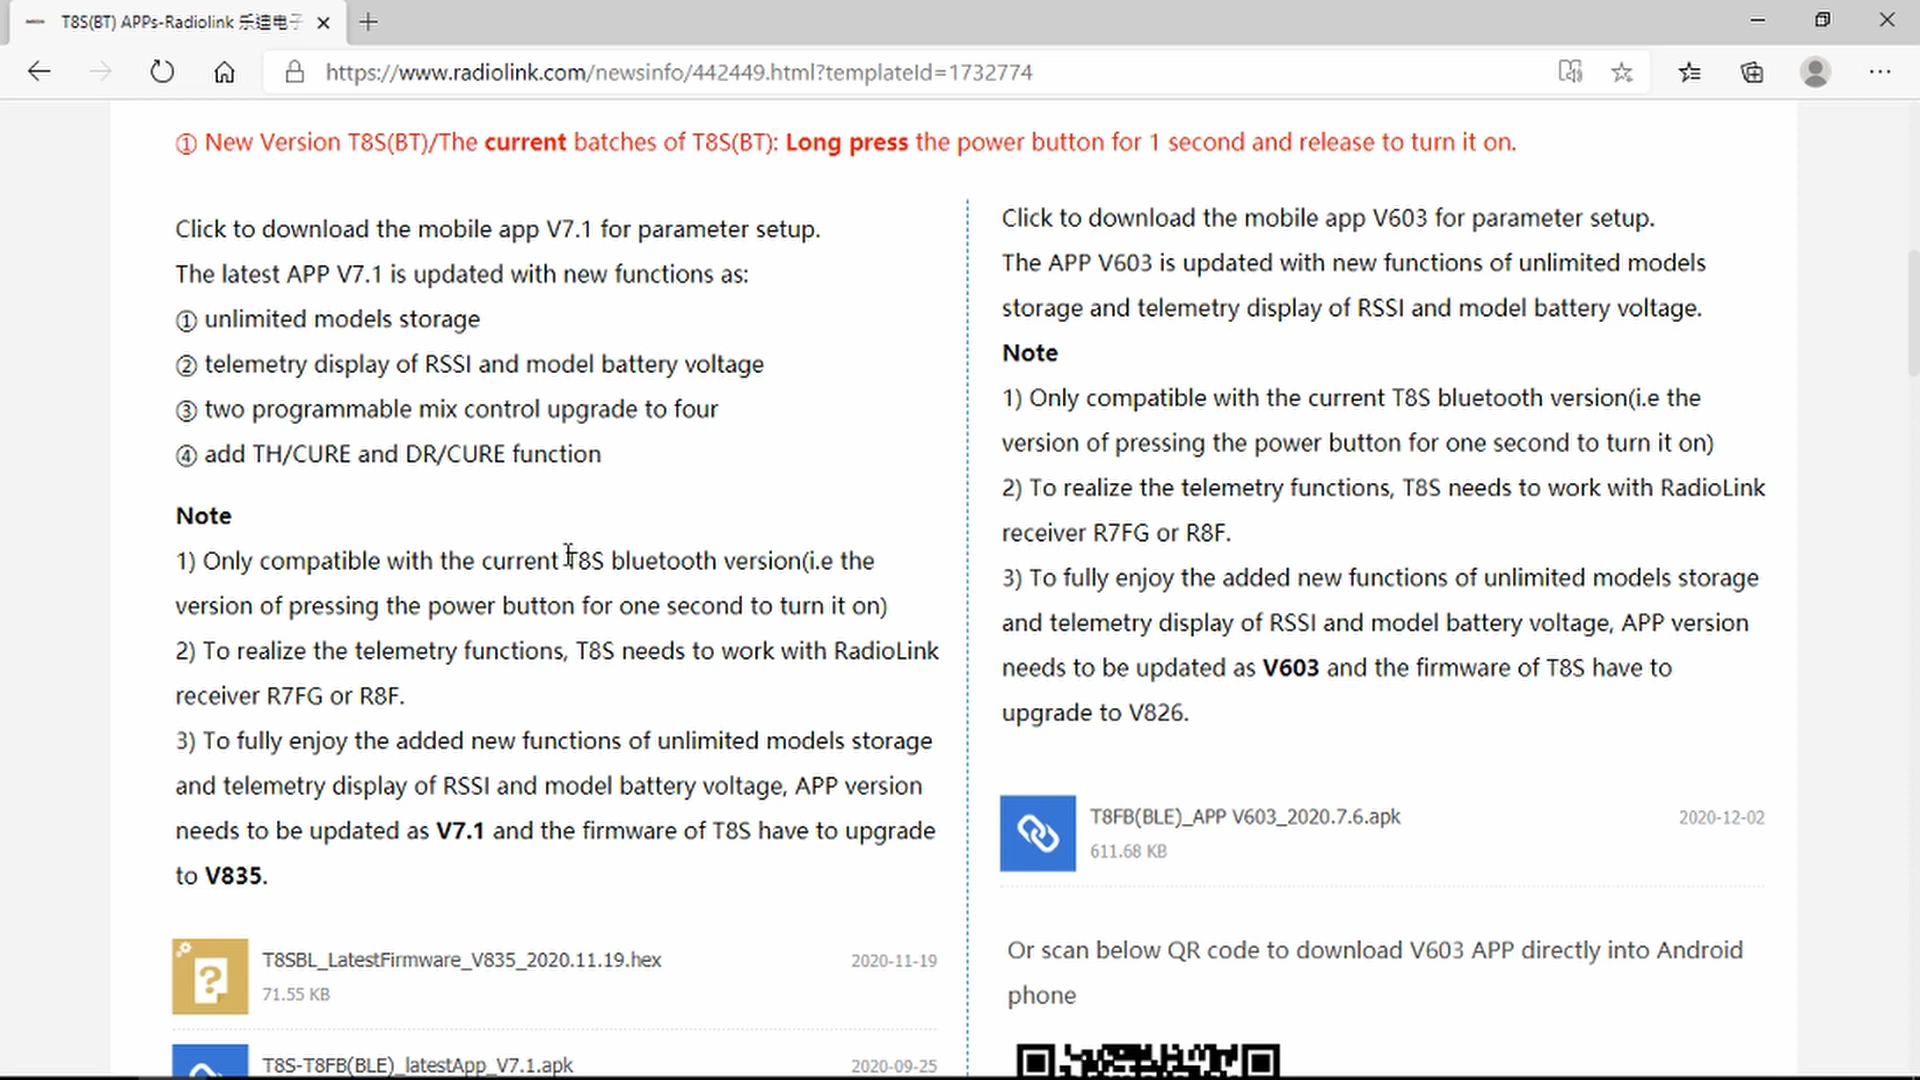 T8S(BT) APPs-Radiolink 乐迪电子
https://www.radiolink.com/newsinfo/442449.html?templateId=1732774
① New Version T8S(BT)/The current batches of T8S(BT): Long press the power button for 1 second and release to turn it on.
Click to download the mobile app V7.1 for parameter setup.
The latest APP V7.1 is updated with new functions as:
① unlimited models storage
② telemetry display of RSSI and model battery voltage
③ two programmable mix control upgrade to four
④ add TH/CURE and DR/CURE function
Note
1) Only compatible with the current T8S bluetooth version(i.e the
version of pressing the power button for one second to turn it on)
2) To realize the telemetry functions, T8S needs to work with RadioLink
receiver R7FG or R8F.
3) To fully enjoy the added new functions of unlimited models storage
and telemetry display of RSSI and model battery voltage, APP version
needs to be updated as V7.1 and the firmware of T8S have to upgrade
to V835.
T8SBL_LatestFirmware_V835_2020.11.19.hex 2020-11-19
71.55 KB
T8S-T8FB(BLE)_latestApp_V7.1.apk 2020-09-25
Click to download the mobile app V603 for parameter setup.
The APP V603 is updated with new functions of unlimited models
storage and telemetry display of RSSI and model battery voltage.
Note
1) Only compatible with the current T8S bluetooth version(i.e the
version of pressing the power button for one second to turn it on)
2) To realize the telemetry functions, T8S needs to work with RadioLink
receiver R7FG or R8F.
3) To fully enjoy the added new functions of unlimited models storage
and telemetry display of RSSI and model battery voltage, APP version
needs to be updated as V603 and the firmware of T8S have to
upgrade to V826.
T8FB(BLE)_APP V603_2020.7.6.apk 2020-12-02
611.68 KB
Or scan below QR code to download V603 APP directly into Android
phone